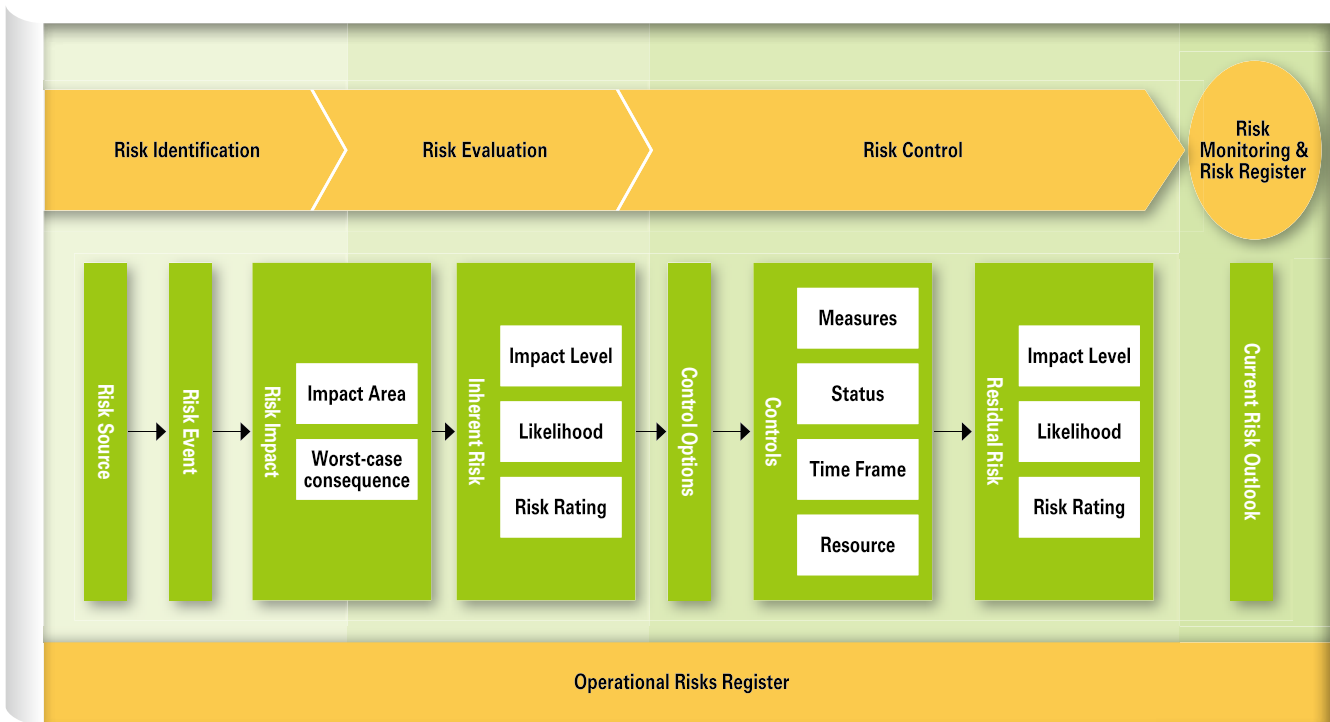 Risk Identification
Risk Evaluation
Risk Control
Risk
Monitoring &
Risk Register
Risk Source
Risk Event
Risk Impact
Impact Area
Worst-case
consequence
Inherent Risk
Impact Level
Likelihood
Risk Rating
Control Options
Controls
Measures
Status
Time Frame
Resource
Residual Risk
Impact Level
Likelihood
Risk Rating
Current Risk Outlook
Operational Risks Register